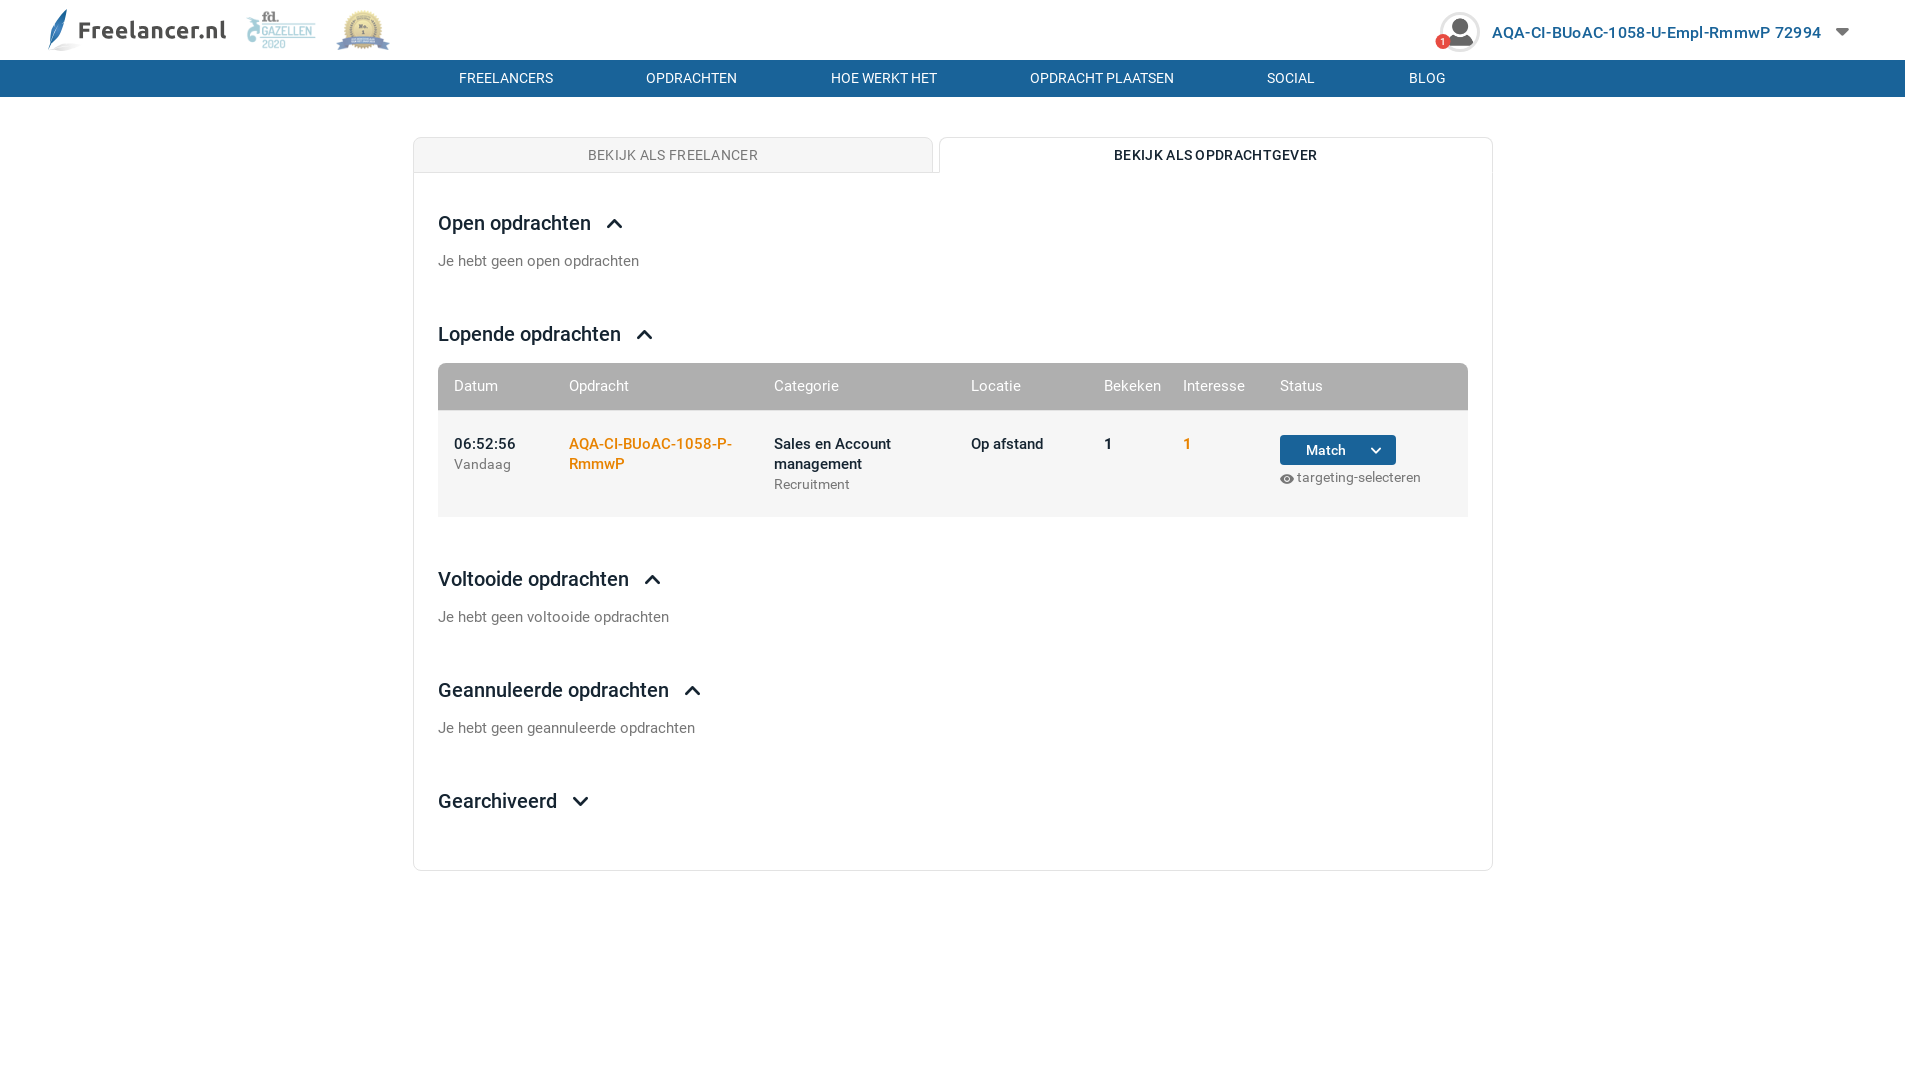 Freelancer.nl
fd.
GAZELLEN
2020
1
AQA-CI-BUoAC-1058-U-Empl-RmmwP 72994
FREELANCERS OPDRACHTEN HOE WERKT HET OPDRACHT PLAATSEN SOCIAL BLOG
BEKIJK ALS FREELANCER BEKIJK ALS OPDRACHTGEVER
Open opdrachten
Je hebt geen open opdrachten
Lopende opdrachten
Datum Opdracht Categorie Locatie Bekeken Interesse Status
06:52:56 AQA-CI-BUoAC-1058-P- Sales en Account Op afstand 1 1 Match
Vandaag RmmwP management targeting-selecteren
Recruitment
Voltooide opdrachten
Je hebt geen voltooide opdrachten
Geannuleerde opdrachten
Je hebt geen geannuleerde opdrachten
Gearchiveerd